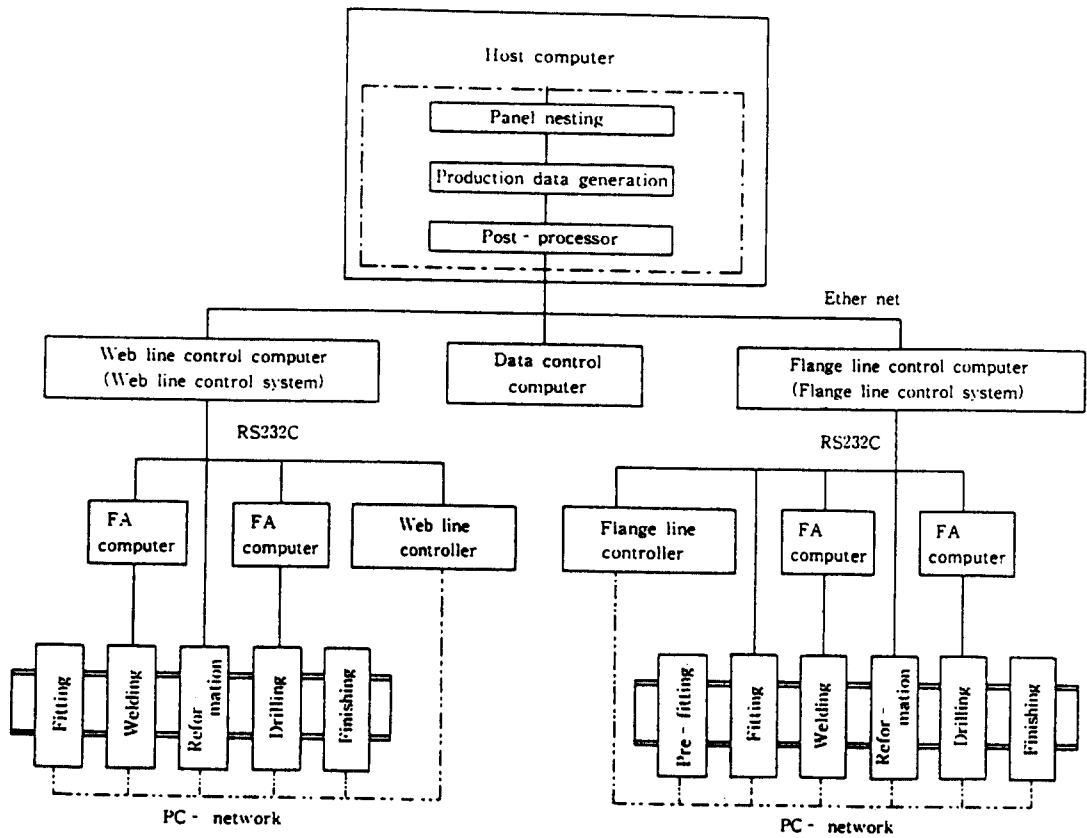 Host computer
Panel nesting
Production data generation
Post - processor
Ether net
Web line control computer
(Web line control system)
Data control
computer
Flange line control computer
(Flange line control system)
RS232C
RS232C
FA
computer
FA
computer
Web line
controller
Flange line
controller
FA
computer
FA
computer
Fitting
Welding
Refor
mation
Drilling
Finishing
Pre - fitting
Fitting
Welding
Refor -
mation
Drilling
Finishing
PC - network
PC - network